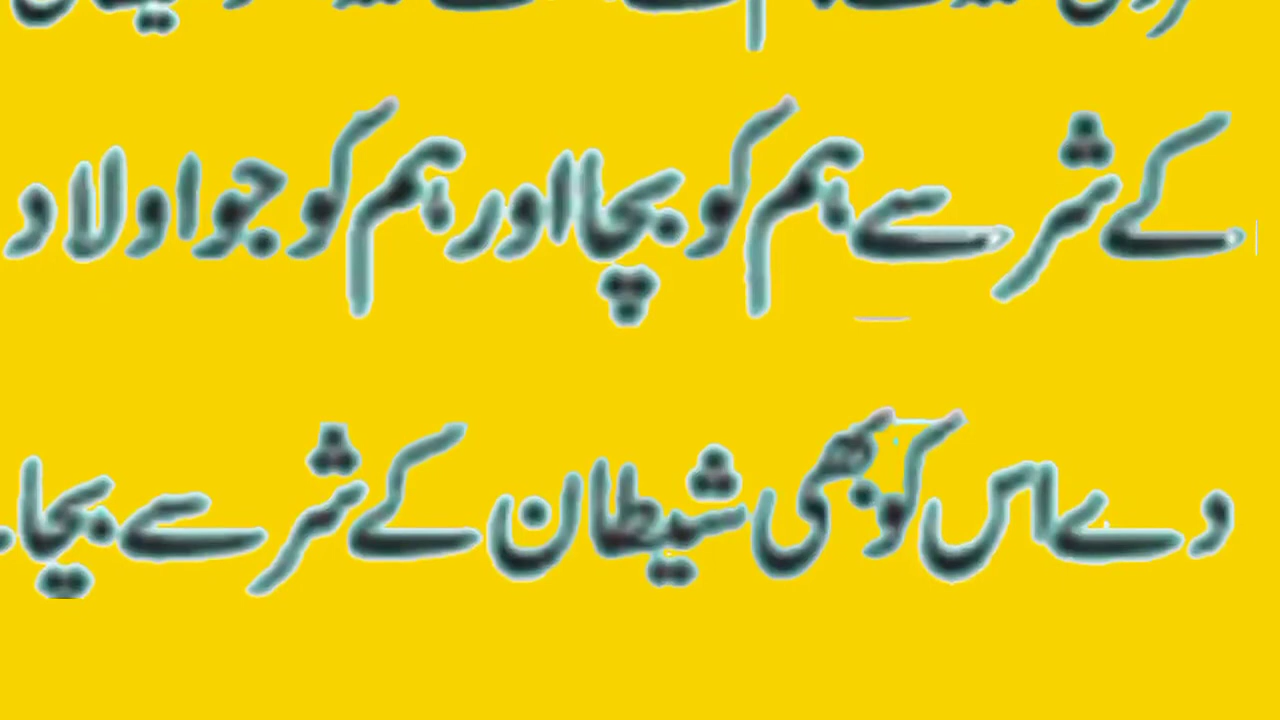 کے شر سے ہم کو بچا اور ہم کو جو اولاد
دے اس کو بھی شیطان کے شر سے بچا۔